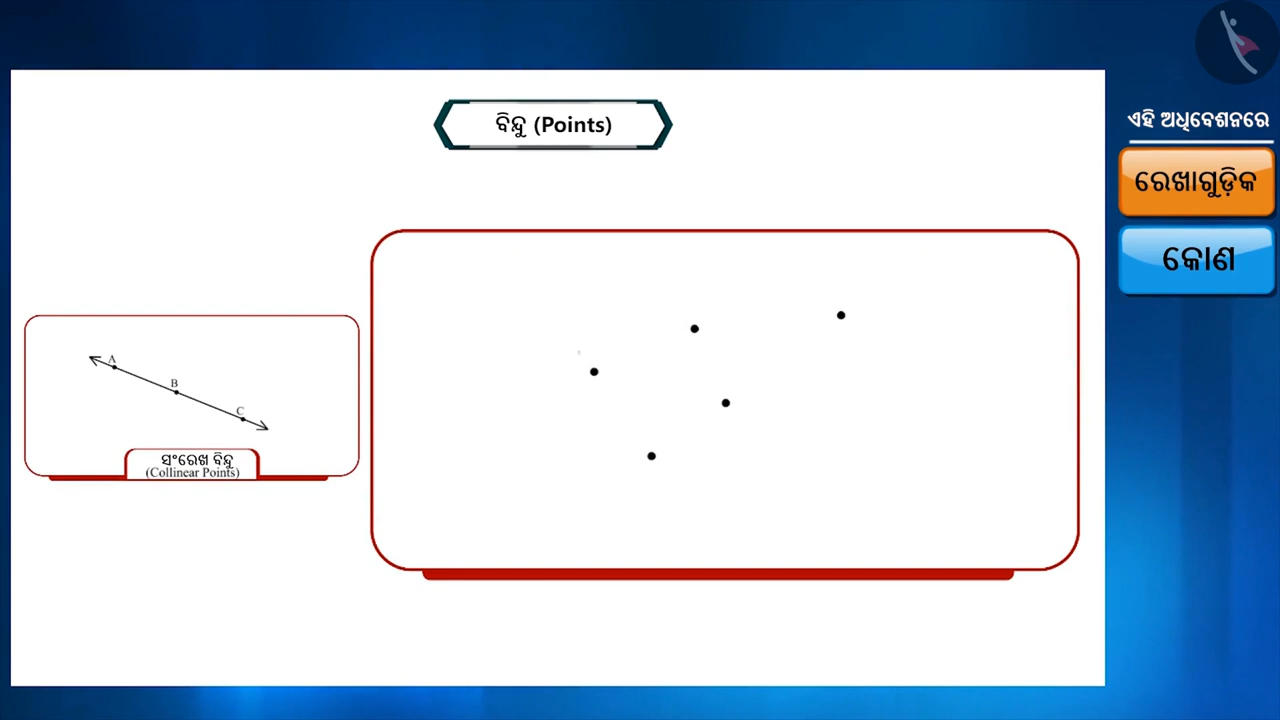 ବିନ୍ଦୁ (Points)
ଏହି ଅଧିବେଶନରେ
ରେଖାଗୁଡ଼ିକ
କୋଣ
A
B
C
ସଂରେଖ ବିନ୍ଦୁ
(Collinear Points)